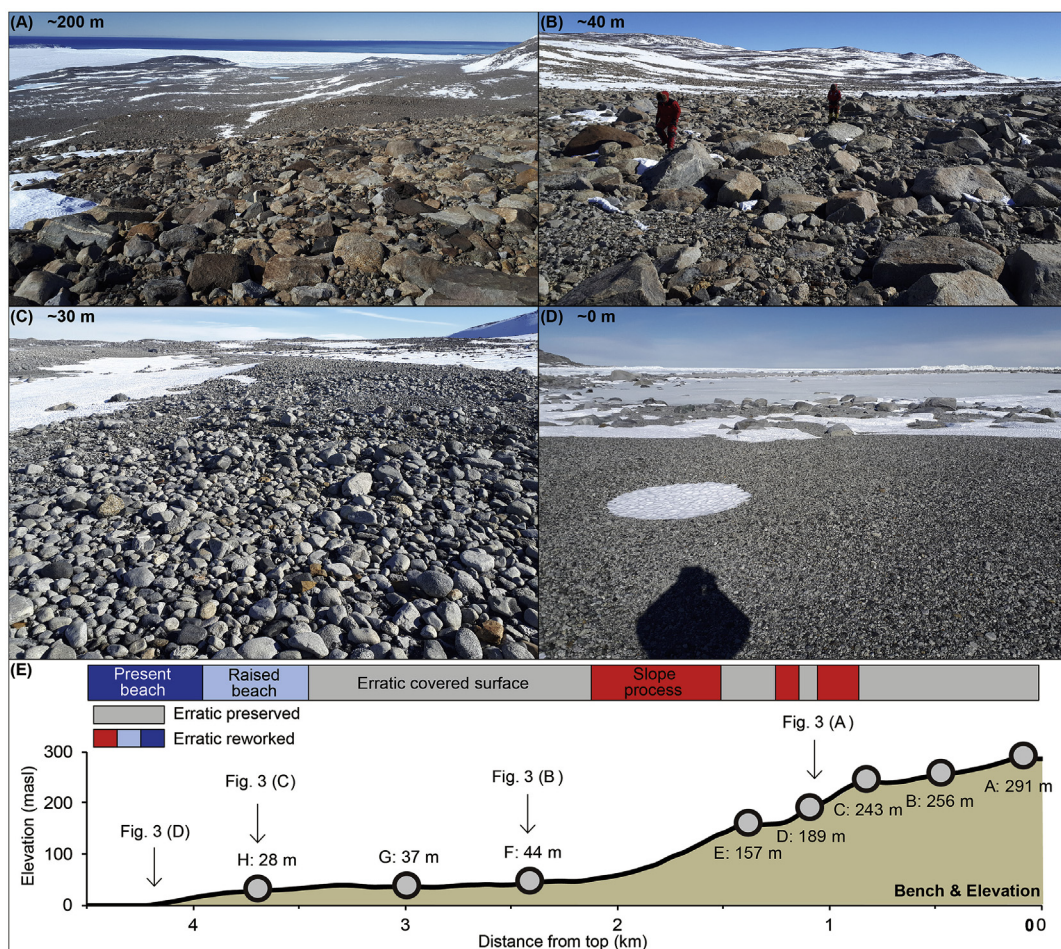 (A) ~200 m
(B) ~40 m
(C) ~30 m
(D) ~0 m
(E)
Present
beach
Raised
beach
Erratic covered surface
Slope
process
Erratic preserved
Erratic reworked
Fig. 3 (A)
Fig. 3 (B)
Fig. 3 (C)
Fig. 3 (D)
A: 291 m
B: 256 m
C: 243 m
D: 189 m
E: 157 m
F: 44 m
G: 37 m
H: 28 m
Elevation (masl)
300
200
100
0
Bench & Elevation
4 3 2 1 00
Distance from top (km)